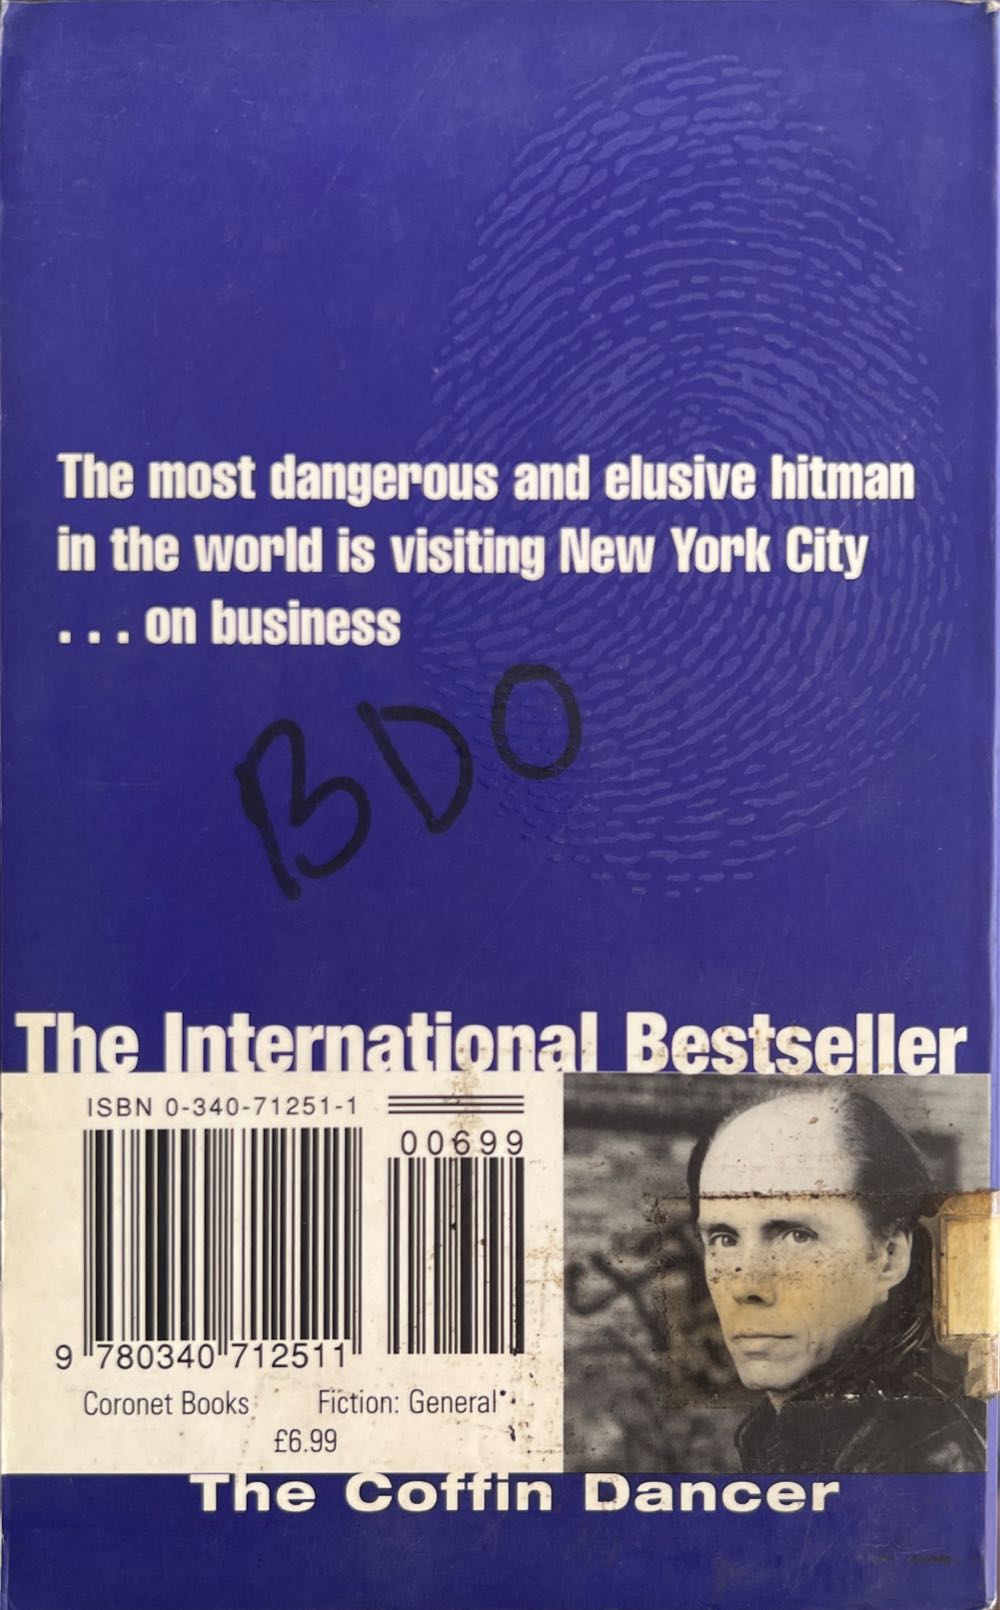 The most dangerous and elusive hitman
in the world is visiting New York City
... on business
BDO
The International Bestseller
ISBN 0-340-71251-1
00699
9 780340 712511
Coronet Books Fiction: General
£6.99
The Coffin Dancer